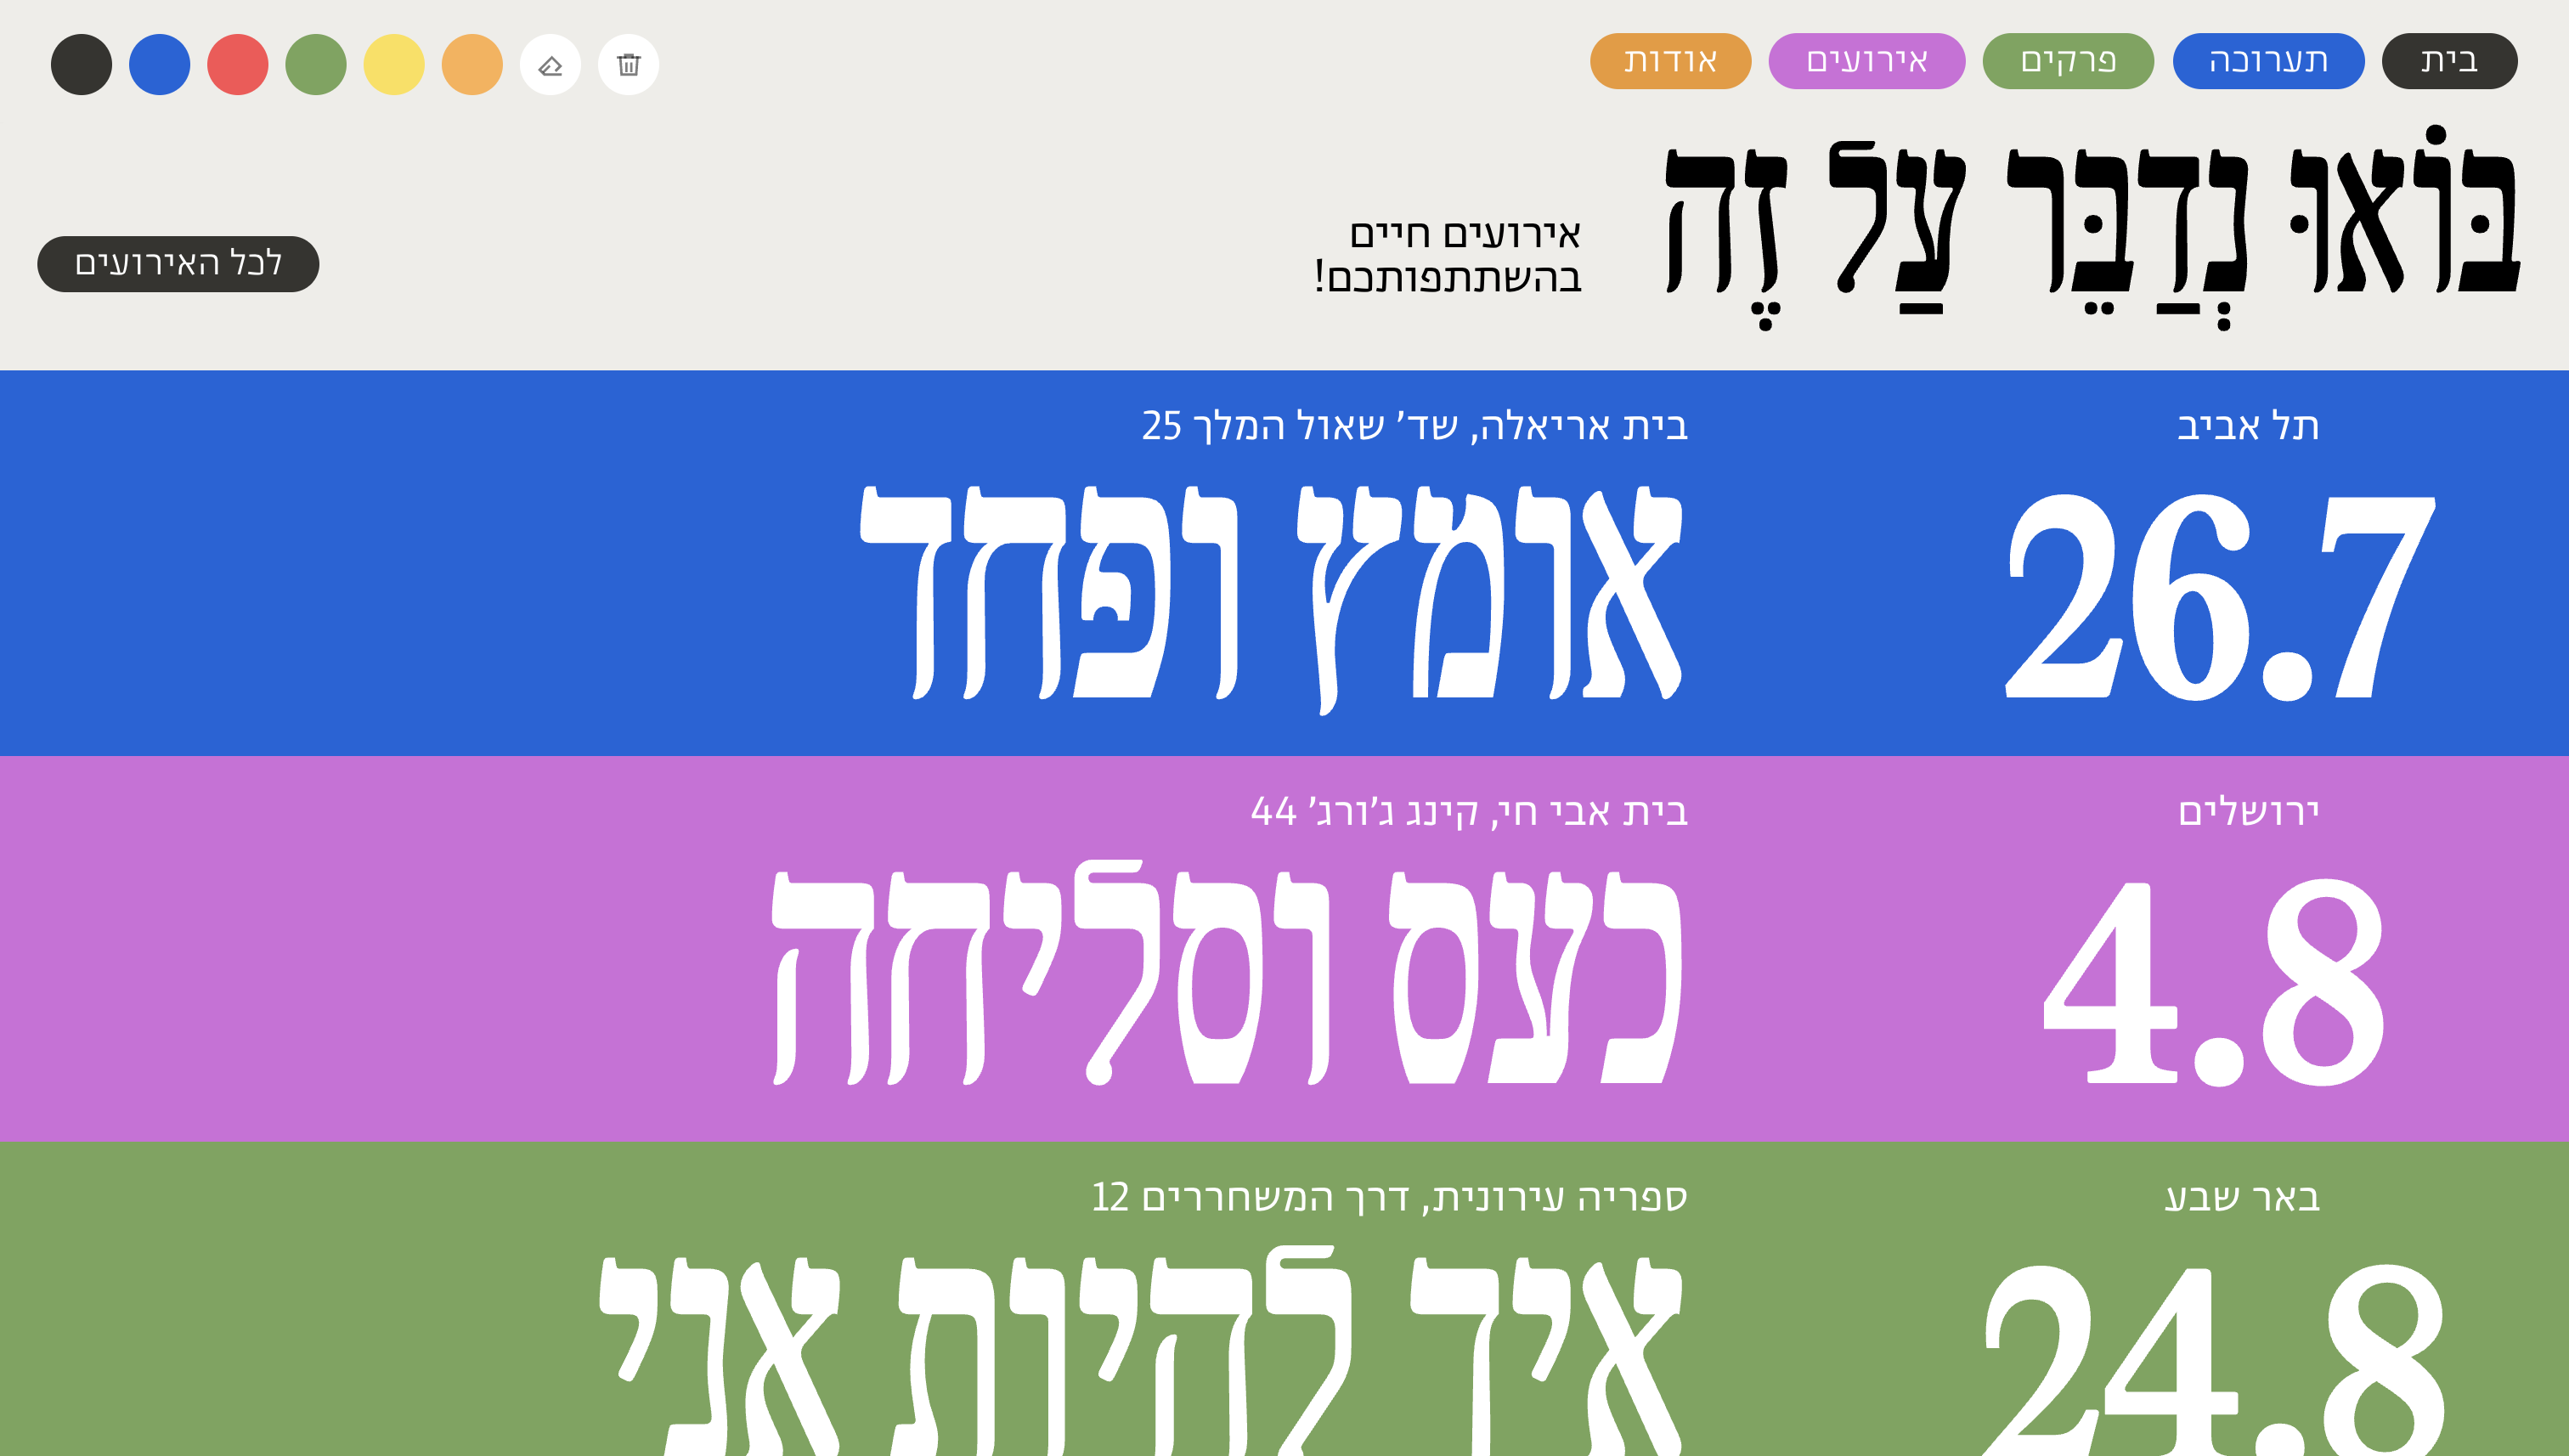 בית
תערוכה
פרקים
אירועים
אודות
בּוֹאוּ נְדַבֵּר עַל זֶה
אירועים חיים
בהשתתפותכם!
לכל האירועים
תל אביב
בית אריאלה, שד׳ שאול המלך 25
26.7
אומץ ופחד
ירושלים
בית אבי חי, קינג ג׳ורג׳ 44
4.8
כעס וסליחה
באר שבע
ספריה עירונית, דרך המשחררים 12
24.8
איך להיות אני